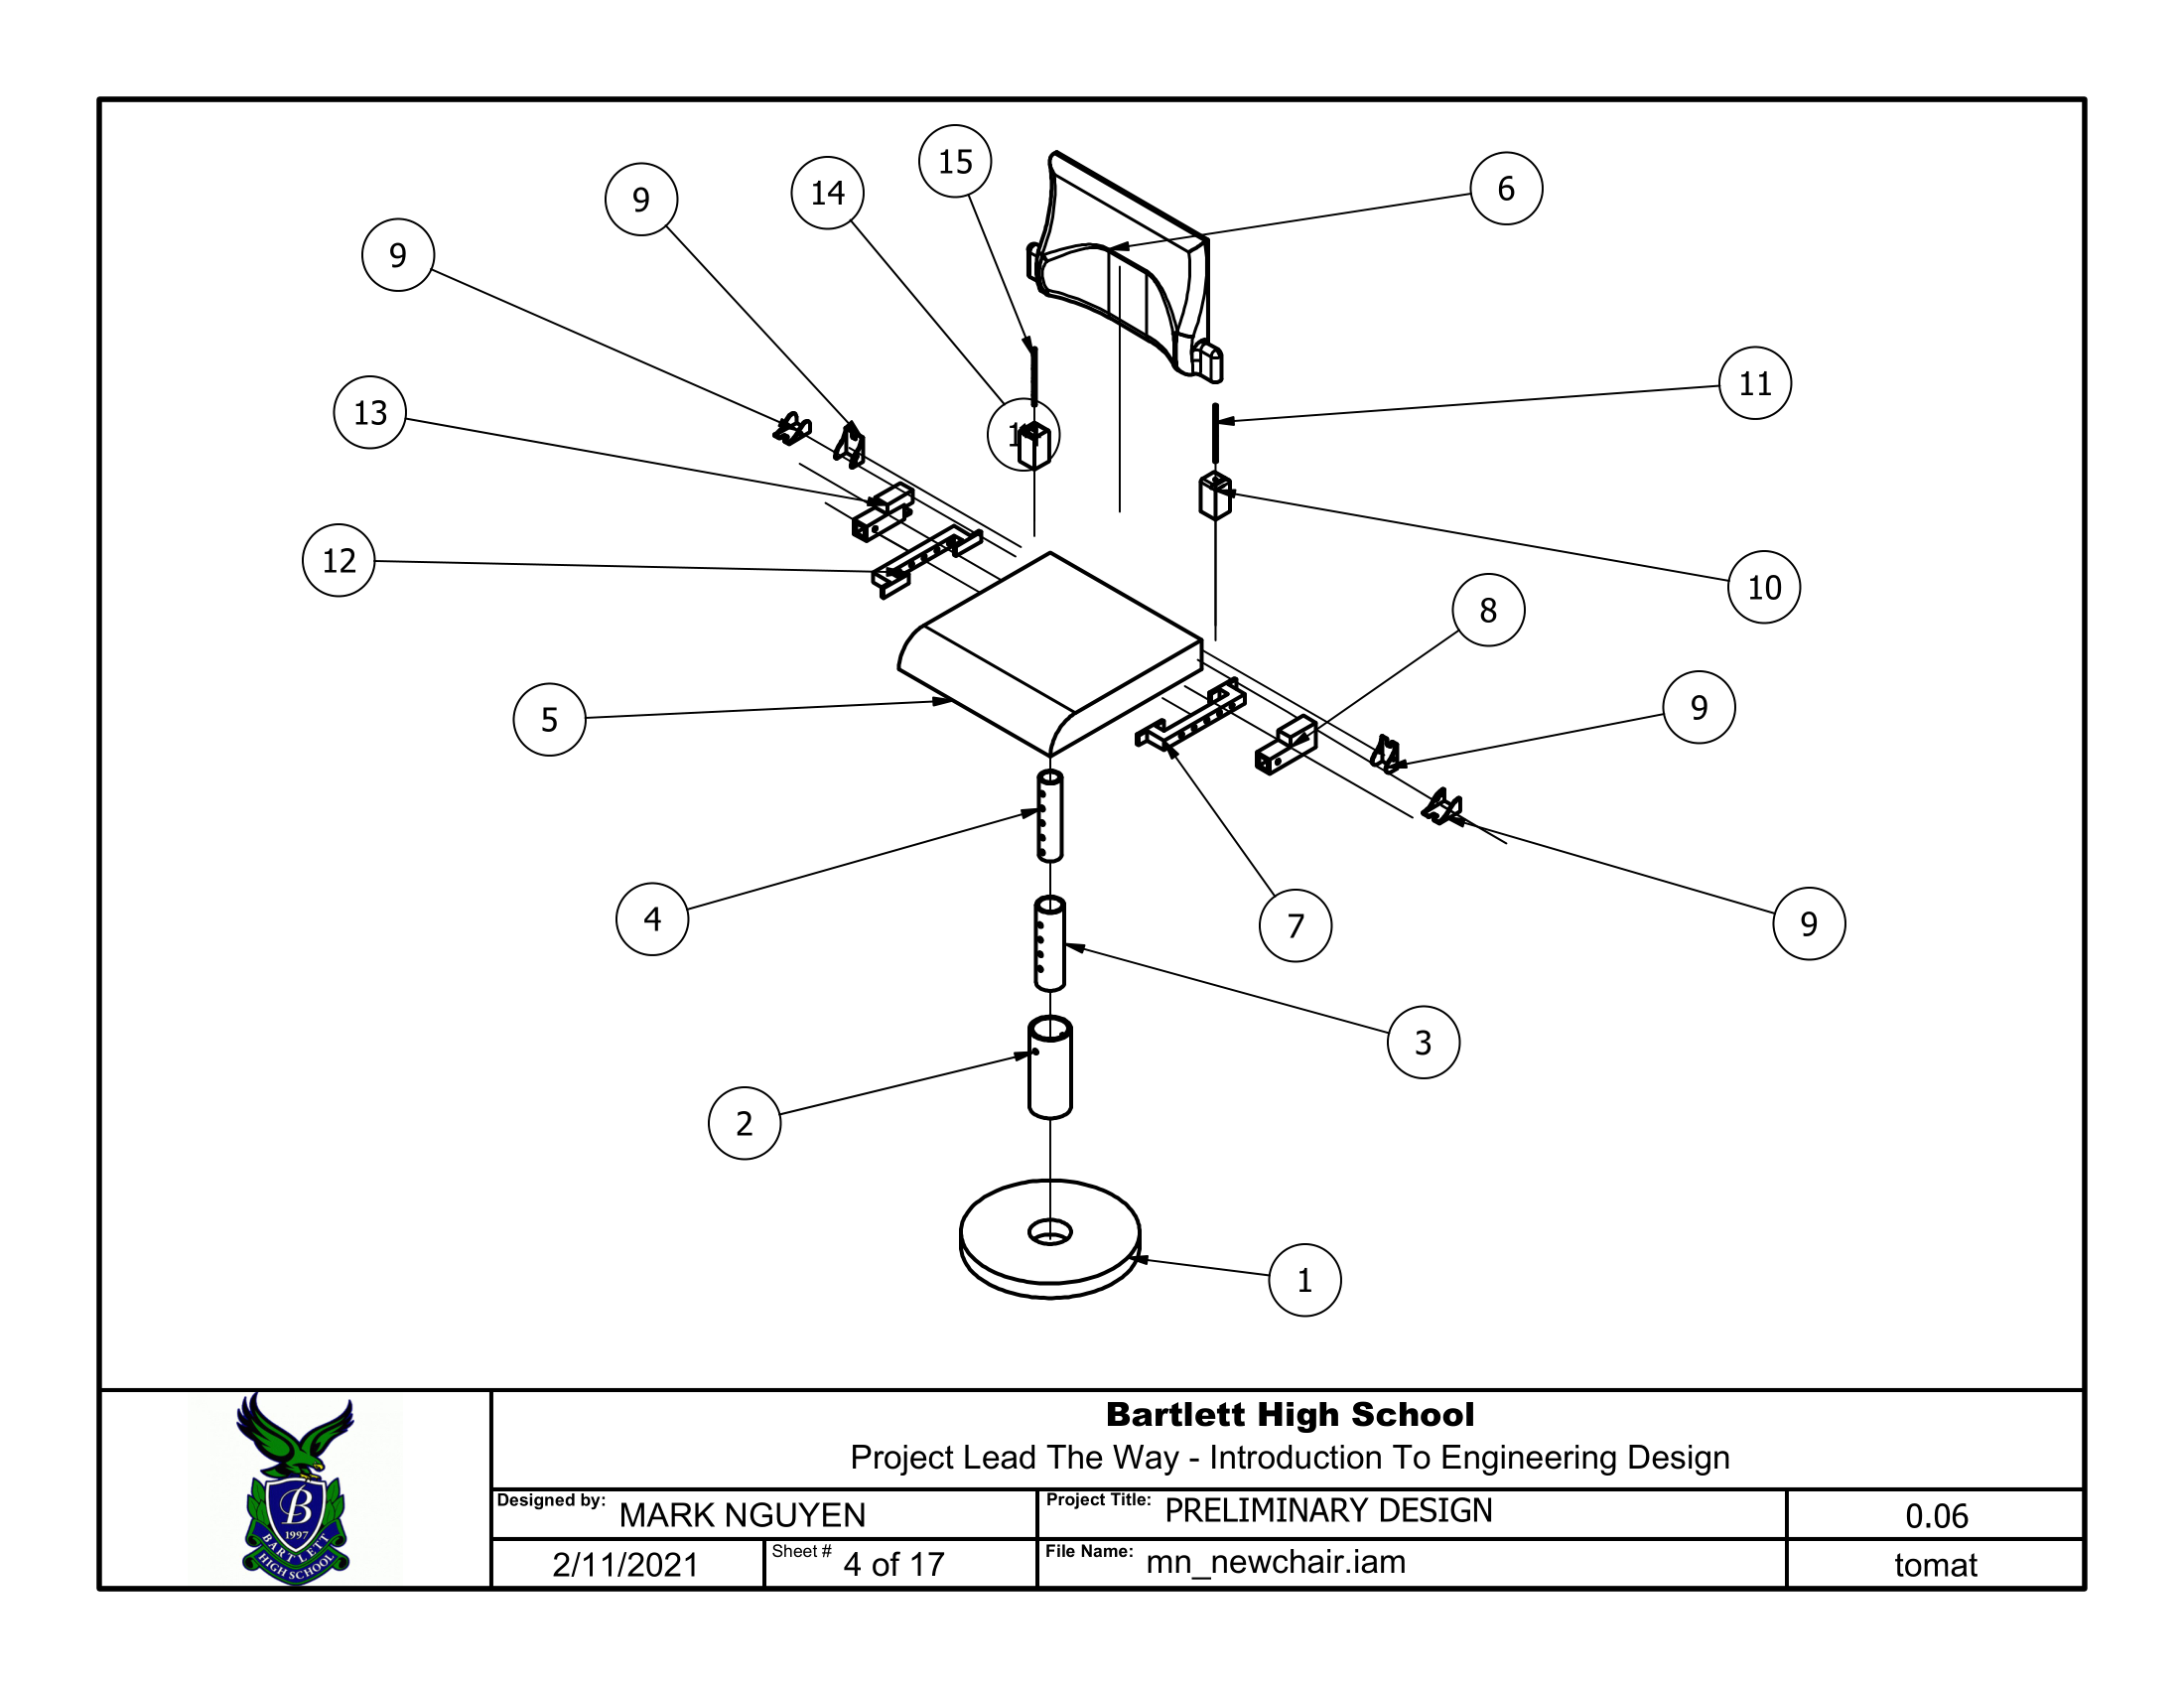 15
6
9
14
9
11
13
14
12
10
8
9
5
4
7
9
3
2
1
Bartlett High School
Project Lead The Way - Introduction To Engineering Design
Designed by: MARK NGUYEN
Project Title: PRELIMINARY DESIGN
0.06
2/11/2021
Sheet # 4 of 17
File Name: mn_newchair.iam
tomat
B
1997
BARTLETT
HIGH SCHOOL